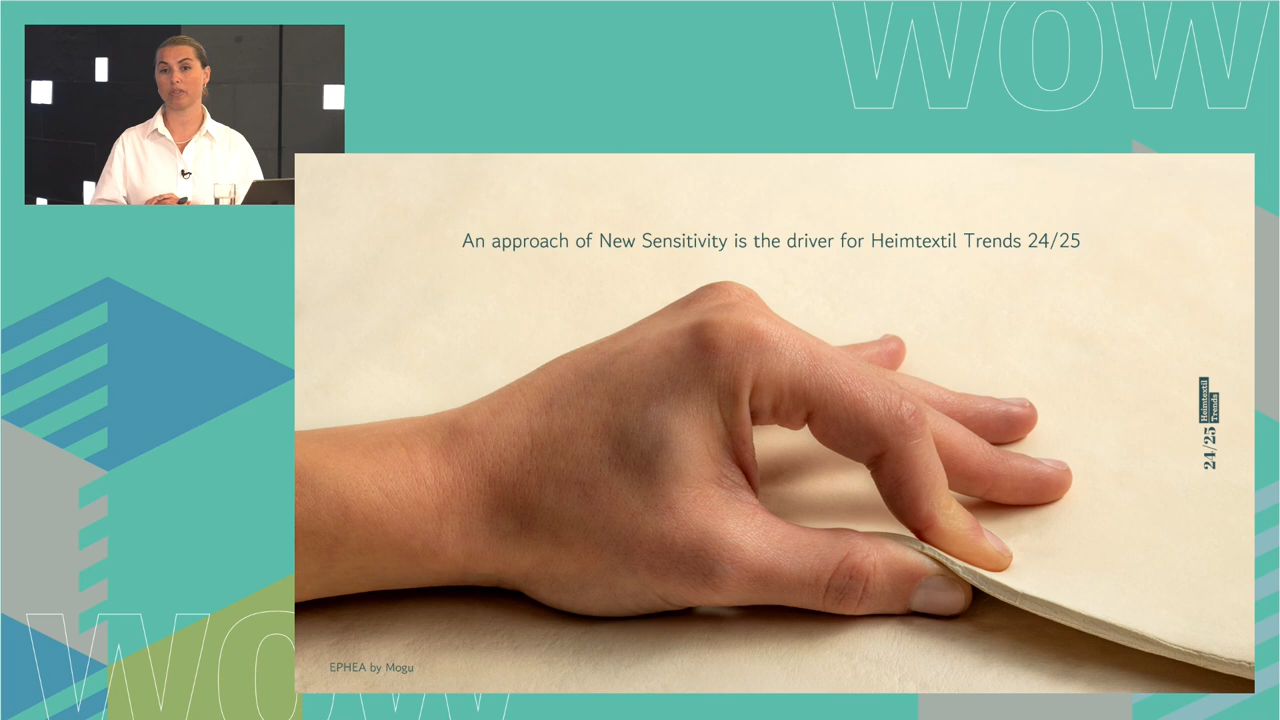 WOW
An approach of New Sensitivity is the driver for Heimtextil Trends 24/25
24/25 Heimtextil
Trends
EPHEA by Mogu
WOW
WOW